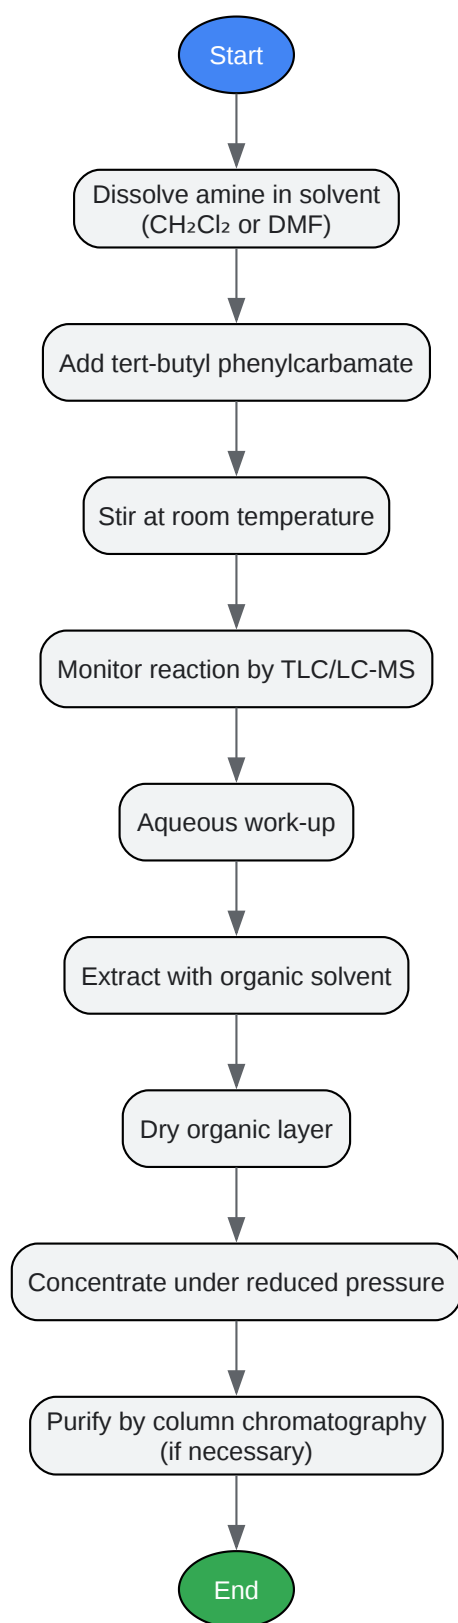 Start
Dissolve amine in solvent
(CH₂Cl₂ or DMF)
Add tert-butyl phenylcarbamate
Stir at room temperature
Monitor reaction by TLC/LC-MS
Aqueous work-up
Extract with organic solvent
Dry organic layer
Concentrate under reduced pressure
Purify by column chromatography
(if necessary)
End